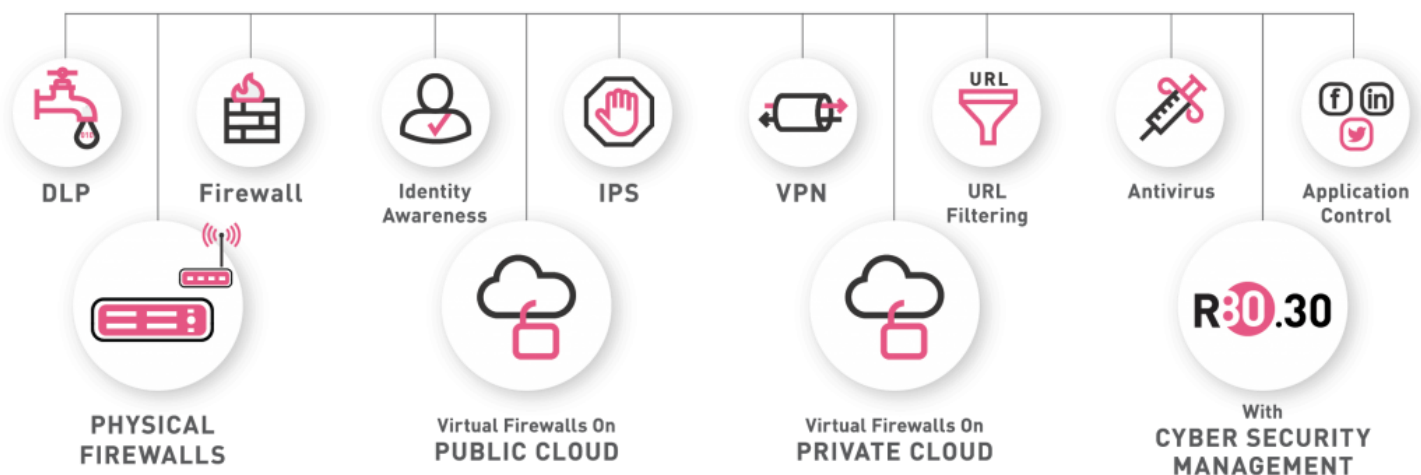 DLP
Firewall
Identity
Awareness
IPS
VPN
URL
URL
Filtering
Antivirus
f in
Application
Control
PHYSICAL
FIREWALLS
Virtual Firewalls On
PUBLIC CLOUD
Virtual Firewalls On
PRIVATE CLOUD
R80.30
With
CYBER SECURITY
MANAGEMENT